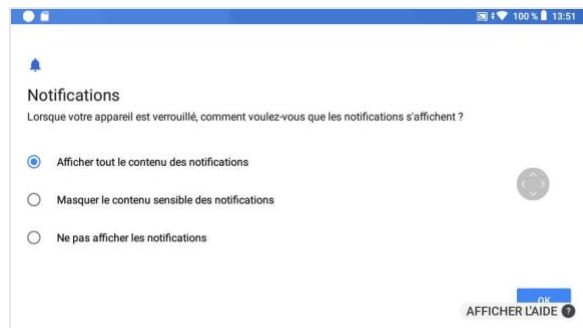 100 % 13:51
Notifications
Lorsque votre appareil est verrouillé, comment voulez-vous que les notifications s'affichent ?
Afficher tout le contenu des notifications
Masquer le contenu sensible des notifications
Ne pas afficher les notifications
OK
AFFICHER L'AIDE ?